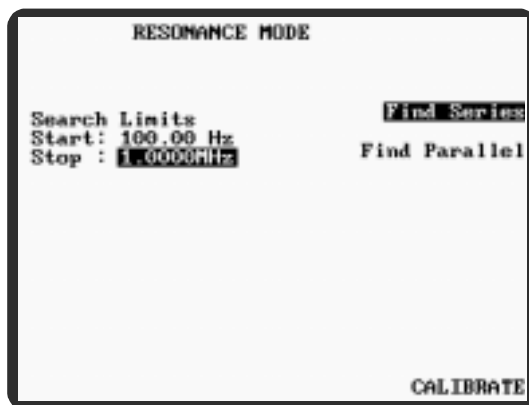 RESONANCE MODE
Search Limits
Start: 100.00 Hz
Stop : 1.0000MHz
Find Series
Find Parallel
CALIBRATE